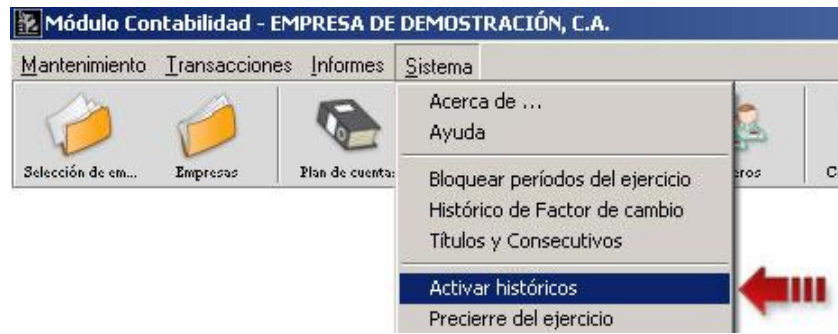 Módulo Contabilidad - EMPRESA DE DEMOSTRACIÓN, C.A.
Mantenimiento Transacciones Informes Sistema
Selección de em... Empresas Plan de cuenta
Acerca de ...
Ayuda
Bloquear períodos del ejercicio
Histórico de Factor de cambio
Títulos y Consecutivos
Activar históricos
Precierre del ejercicio